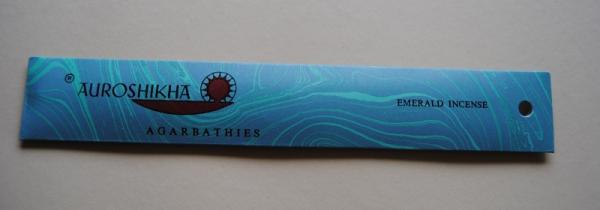 ® AUROSHIKHA
AGARBATHIES
EMERALD INCENSE